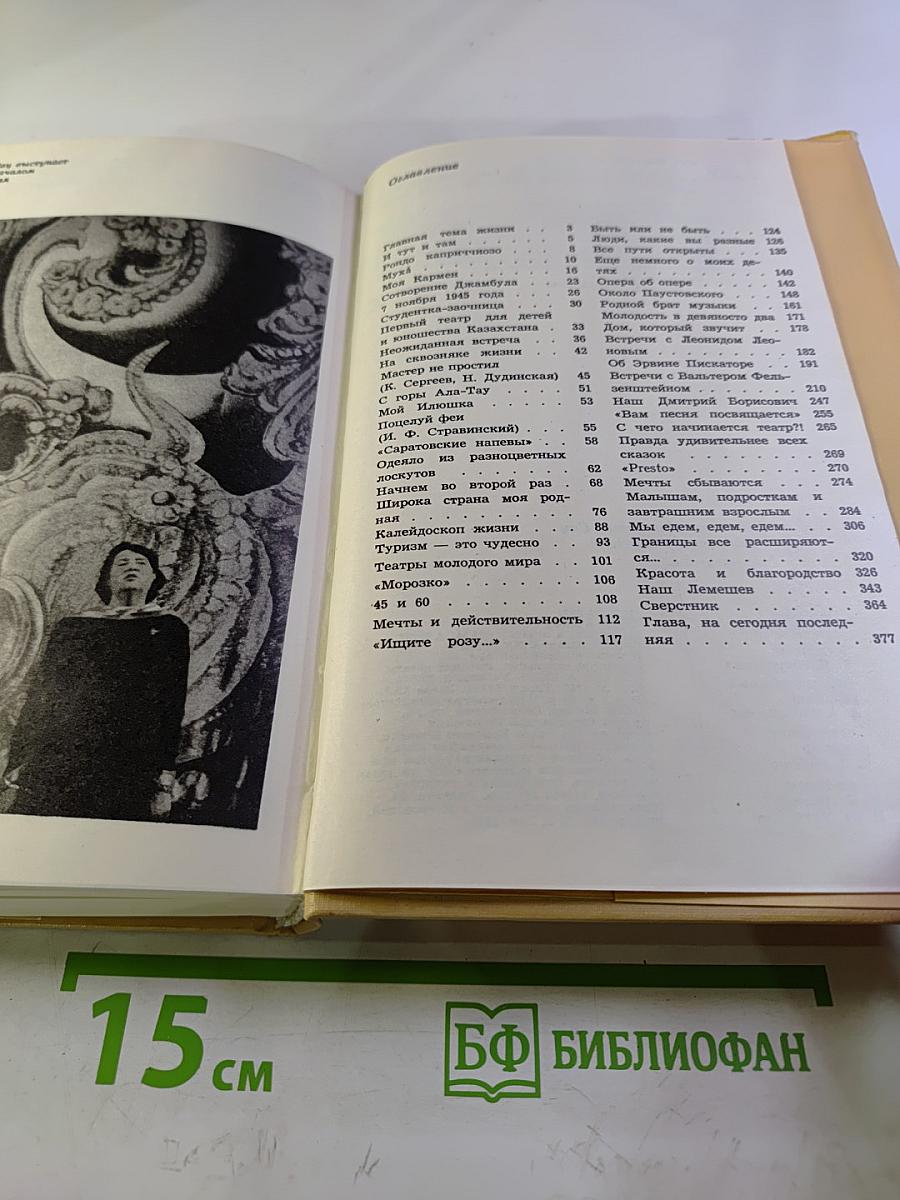 выступает
Оглавление
Главная тема жизни . . 3
И тут и там . . . . . . 5
Рондо каприччиозо . . . 8
Муха́ . . . . . . . . 10
Моя Кармен . . . . . 16
Сотворение Джамбула . . 23
7 ноября 1945 года . . . 26
Студентка-заочница . . . 30
Первый театр для детей
и юношества Казахстана . 33
Неожиданная встреча . . 36
На сквозняке жизни . . 42
Мастер не простил
(К. Сергеев, Н. Дудинская) 45
С горы Ала-Тау . . . . 51
Мой Илюшка . . . . . 53
Поцелуй феи
(И. Ф. Стравинский) . . . 55
«Саратовские напевы» . . 58
Одеяло из разноцветных
лоскутов . . . . . . . 62
Начнем во второй раз . 68
Широка страна моя род-
ная . . . . . . . . . 76
Калейдоскоп жизни . . . 88
Туризм — это чудесно . . 93
Театры молодого мира . . 101
«Морозко» . . . . . . 106
45 и 60 . . . . . . . . 108
Мечты и действительность 112
«Ищите розу...» . . . . 117
Быть или не быть . . . 124
Люди, какие вы разные 126
Все пути открыты . . . 135
Еще немного о моих де-
тях . . . . . . . . . 140
Опера об опере . . . . . 142
Около Паустовского . . . 148
Родной брат музыки . . 161
Молодость в девяносто два 171
Дом, который звучит . . 178
Встречи с Леонидом Лео-
новым . . . . . . . . 182
Об Эрвине Пискаторе . . 191
Встречи с Вальтером Фель-
зенштейном . . . . . . 210
Наш Дмитрий Борисович 247
«Вам песня посвящается» 255
С чего начинается театр?! 265
Правда удивительнее всех
сказок . . . . . . . . 269
«Presto» . . . . . . . . 270
Мечты сбываются . . . 274
Малышам, подросткам и
завтрашним взрослым . . 284
Мы едем, едем, едем... . . 306
Границы все расширяют-
ся... . . . . . . . . . . 320
Красота и благородство 326
Наш Лемешев . . . . . 343
Сверстник . . . . . . . 364
Глава, на сегодня послед-
няя . . . . . . . . . . 377
15 см
БФ БИБЛИОФАН